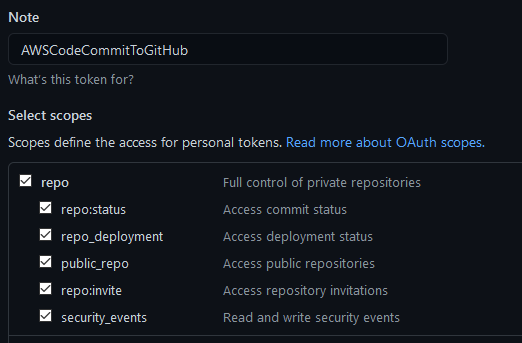 Note
AWSCodeCommitToGitHub
What's this token for?
Select scopes
Scopes define the access for personal tokens. Read more about OAuth scopes.
repo Full control of private repositories
repo:status Access commit status
repo_deployment Access deployment status
public_repo Access public repositories
repo:invite Access repository invitations
security_events Read and write security events